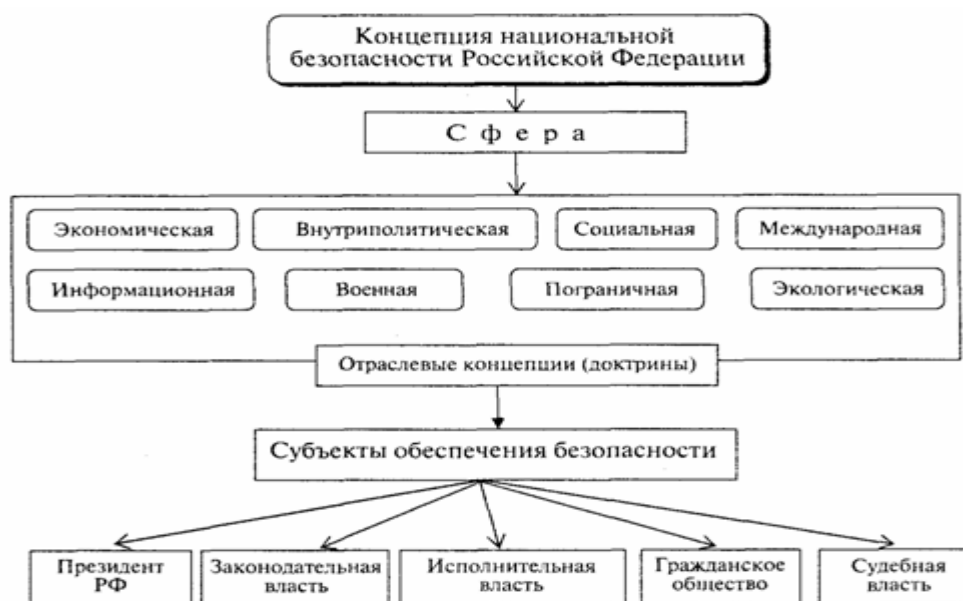 Концепция национальной
безопасности Российской Федерации
Сфера
Экономическая
Внутриполитическая
Социальная
Международная
Информационная
Военная
Пограничная
Экологическая
Отраслевые концепции (доктрины)
Субъекты обеспечения безопасности
Президент
РФ
Законодательная
власть
Исполнительная
власть
Гражданское
общество
Судебная
власть